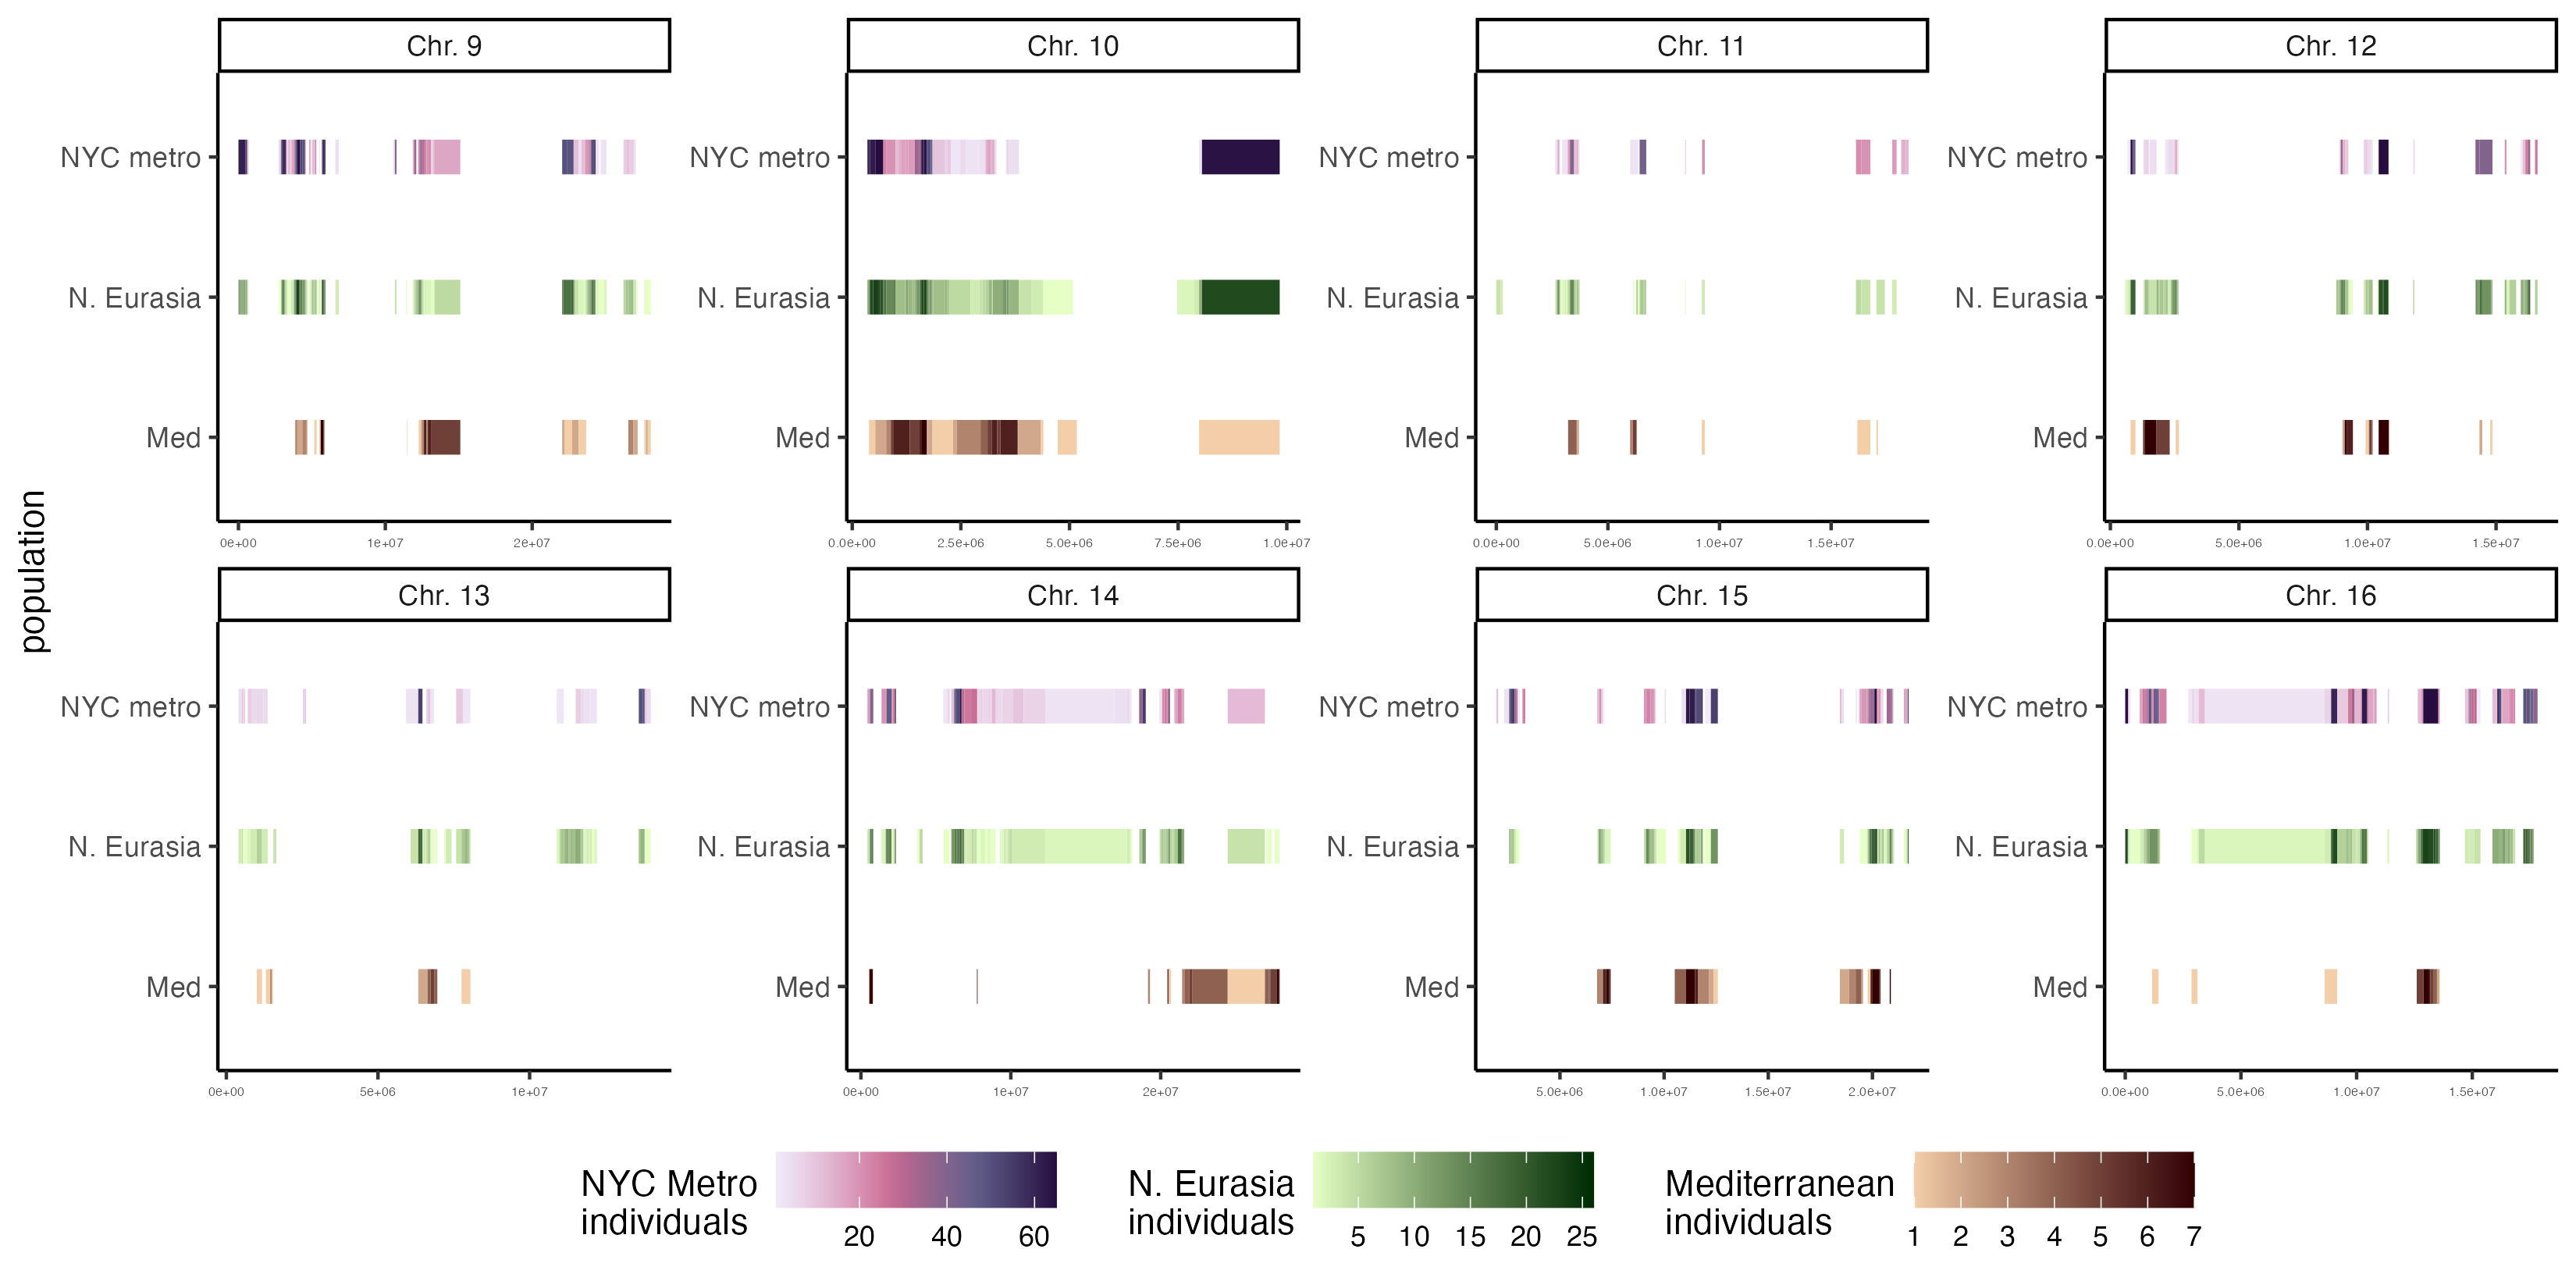 Chr. 9
Chr. 10
Chr. 11
Chr. 12
NYC metro
N. Eurasia
Med
0e+00 1e+07 2e+07
NYC metro
N. Eurasia
Med
0.0e+00 2.5e+06 5.0e+06 7.5e+06 1.0e+07
NYC metro
N. Eurasia
Med
0.0e+00 5.0e+06 1.0e+07 1.5e+07
NYC metro
N. Eurasia
Med
0.0e+00 5.0e+06 1.0e+07 1.5e+07
population
Chr. 13
Chr. 14
Chr. 15
Chr. 16
NYC metro
N. Eurasia
Med
0e+00 5e+06 1e+07
NYC metro
N. Eurasia
Med
0e+00 1e+07 2e+07
NYC metro
N. Eurasia
Med
5.0e+06 1.0e+07 1.5e+07 2.0e+07
NYC metro
N. Eurasia
Med
0.0e+00 5.0e+06 1.0e+07 1.5e+07
NYC Metro
individuals
20 40 60
N. Eurasia
individuals
5 10 15 20 25
Mediterranean
individuals
1 2 3 4 5 6 7